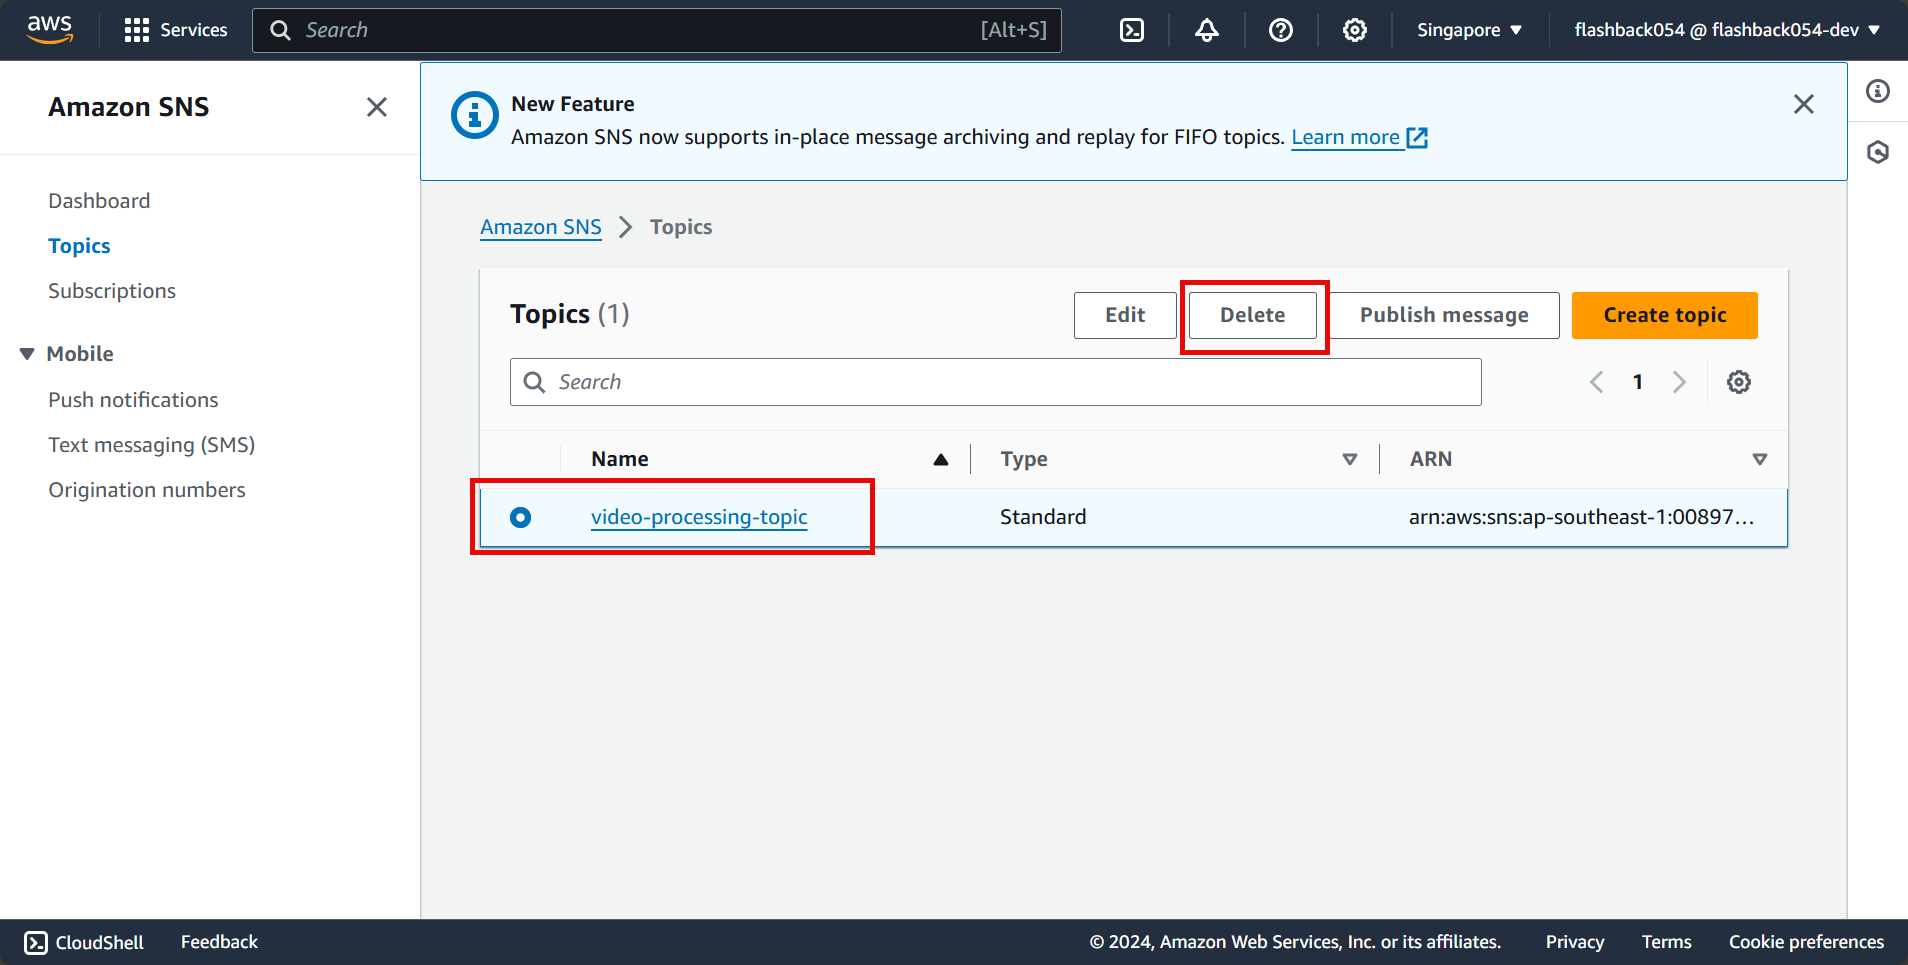 aws Services Search [Alt+S] Singapore flashback054 @ flashback054-dev
Amazon SNS
Dashboard
Topics
Subscriptions
Mobile
Push notifications
Text messaging (SMS)
Origination numbers
New Feature
Amazon SNS now supports in-place message archiving and replay for FIFO topics. Learn more
Amazon SNS Topics
Topics (1) Edit Delete Publish message Create topic
Search 1
Name Type ARN
video-processing-topic Standard arn:aws:sns:ap-southeast-1:00897...
CloudShell Feedback © 2024, Amazon Web Services, Inc. or its affiliates. Privacy Terms Cookie preferences